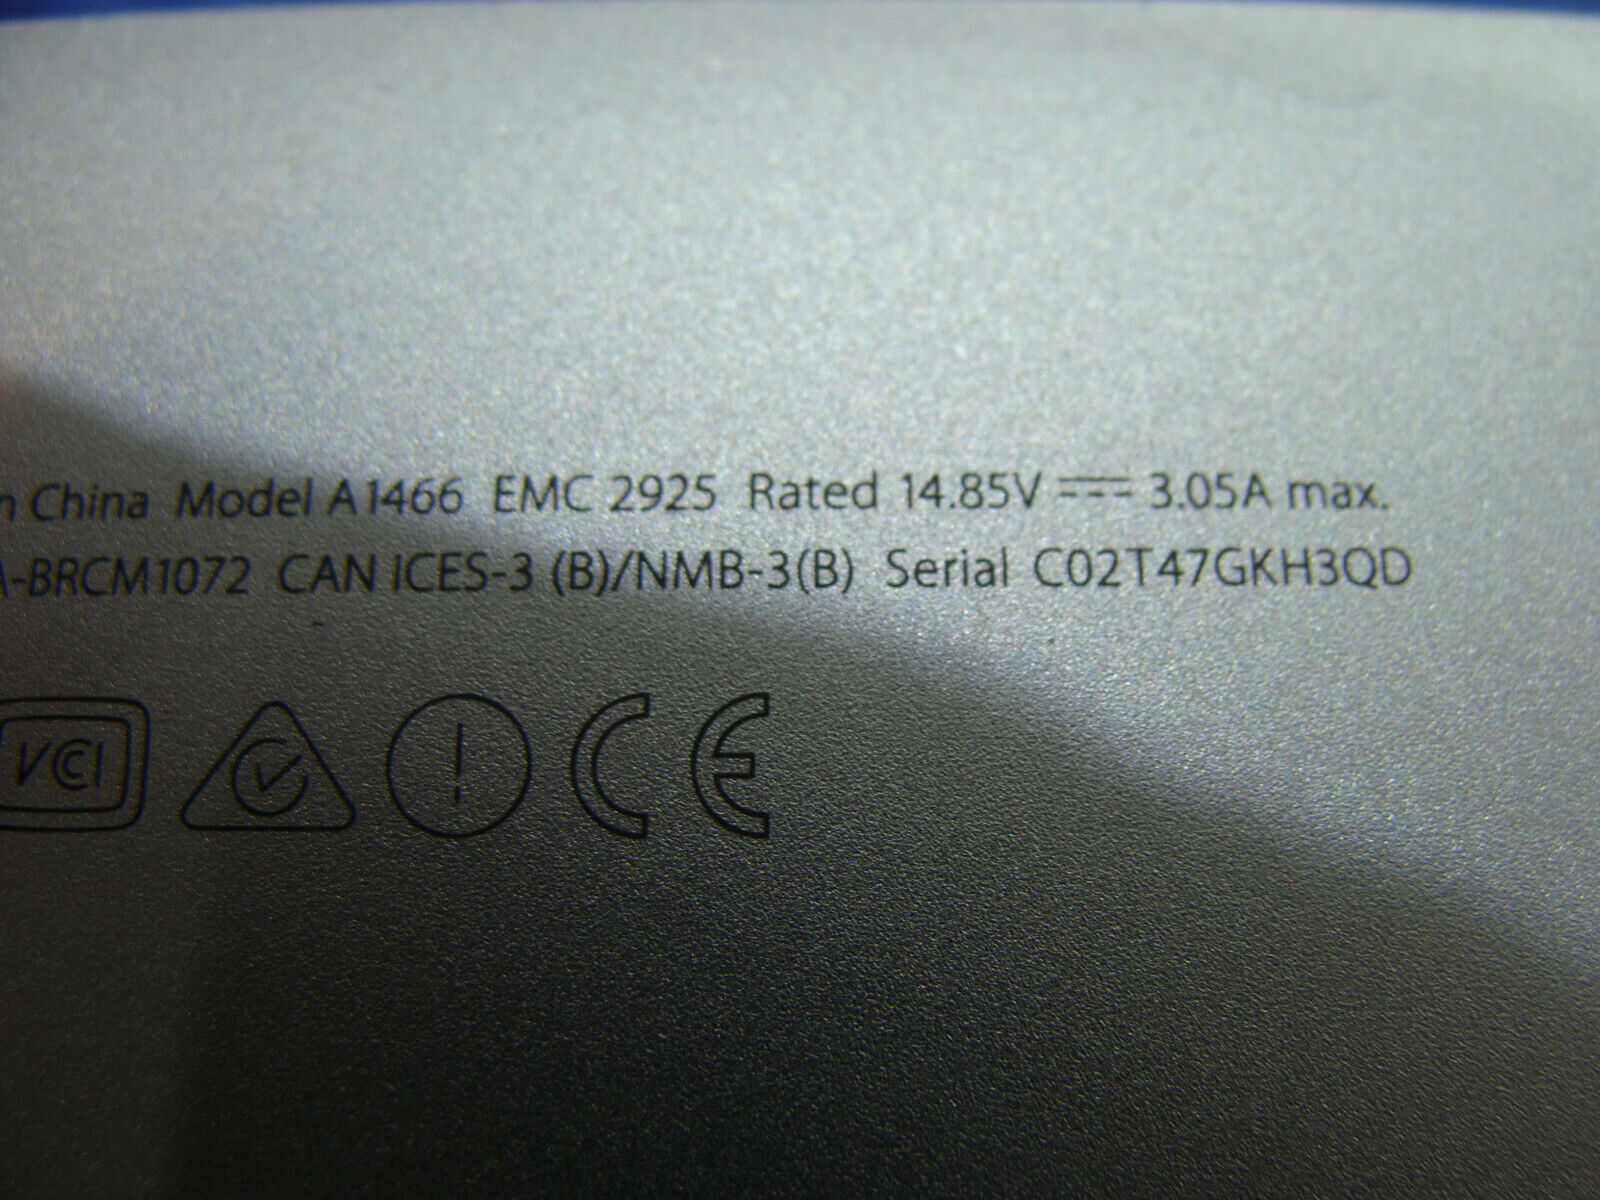 n China Model A1466 EMC 2925 Rated 14.85V ⎓ 3.05A max.
A-BRCM1072 CAN ICES-3 (B)/NMB-3(B) Serial C02T47GKH3QD
VCCI CE